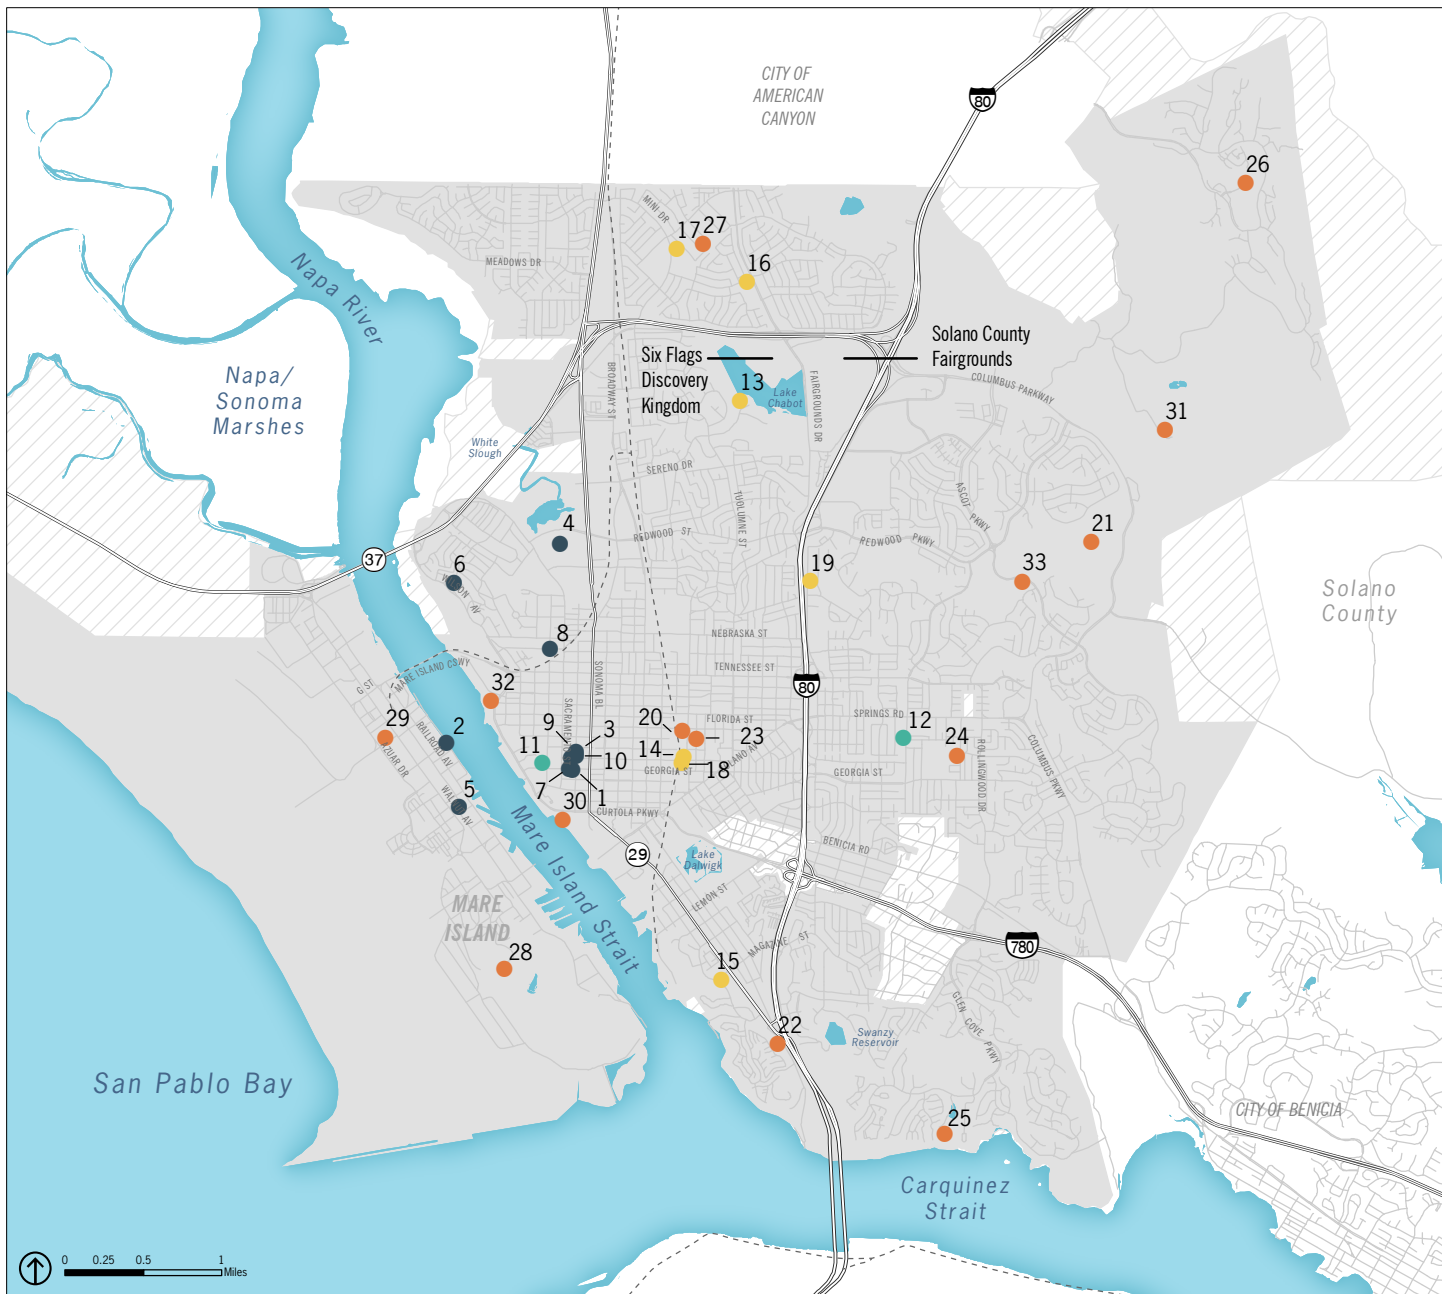 CITY OF
AMERICAN
CANYON
80
26
MINI DR
17
27
16
MEADOWS DR
Napa River
Napa/
Sonoma
Marshes
Six Flags
Discovery
Kingdom
Solano County
Fairgrounds
BROADWAY ST
13
Lake
Chabot
FAIRGROUNDS DR
COLUMBUS PARKWAY
31
White
Slough
SERENO DR
TUOLUMNE ST
ASCOT PKWY
4
REDWOOD ST
REDWOOD PKWY
21
37
6
19
33
Solano
County
8
NEBRASKA ST
TENNESSEE ST
MARE ISLAND CSWY
G ST
SONOMA BL
80
32
29
2
RAILROAD AV
AZUAR DR
9
3
11
10
7
1
20
FLORIDA ST
23
14
18
GEORGIA ST
SPRINGS RD
12
24
GEORGIA ST
ROLLINGWOOD DR
COLUMBUS PKWY
5
30
CURTOLA PKWY
29
BENICIA RD
Lake
Dalwigk
LEMON ST
MAGAZINE ST
Mare Island Strait
MARE
ISLAND
28
15
780
GLEN COVE PKWY
22
Swanzy
Reservoir
San Pablo Bay
25
CITY OF BENICIA
Carquinez
Strait
0 0.25 0.5 1
Miles